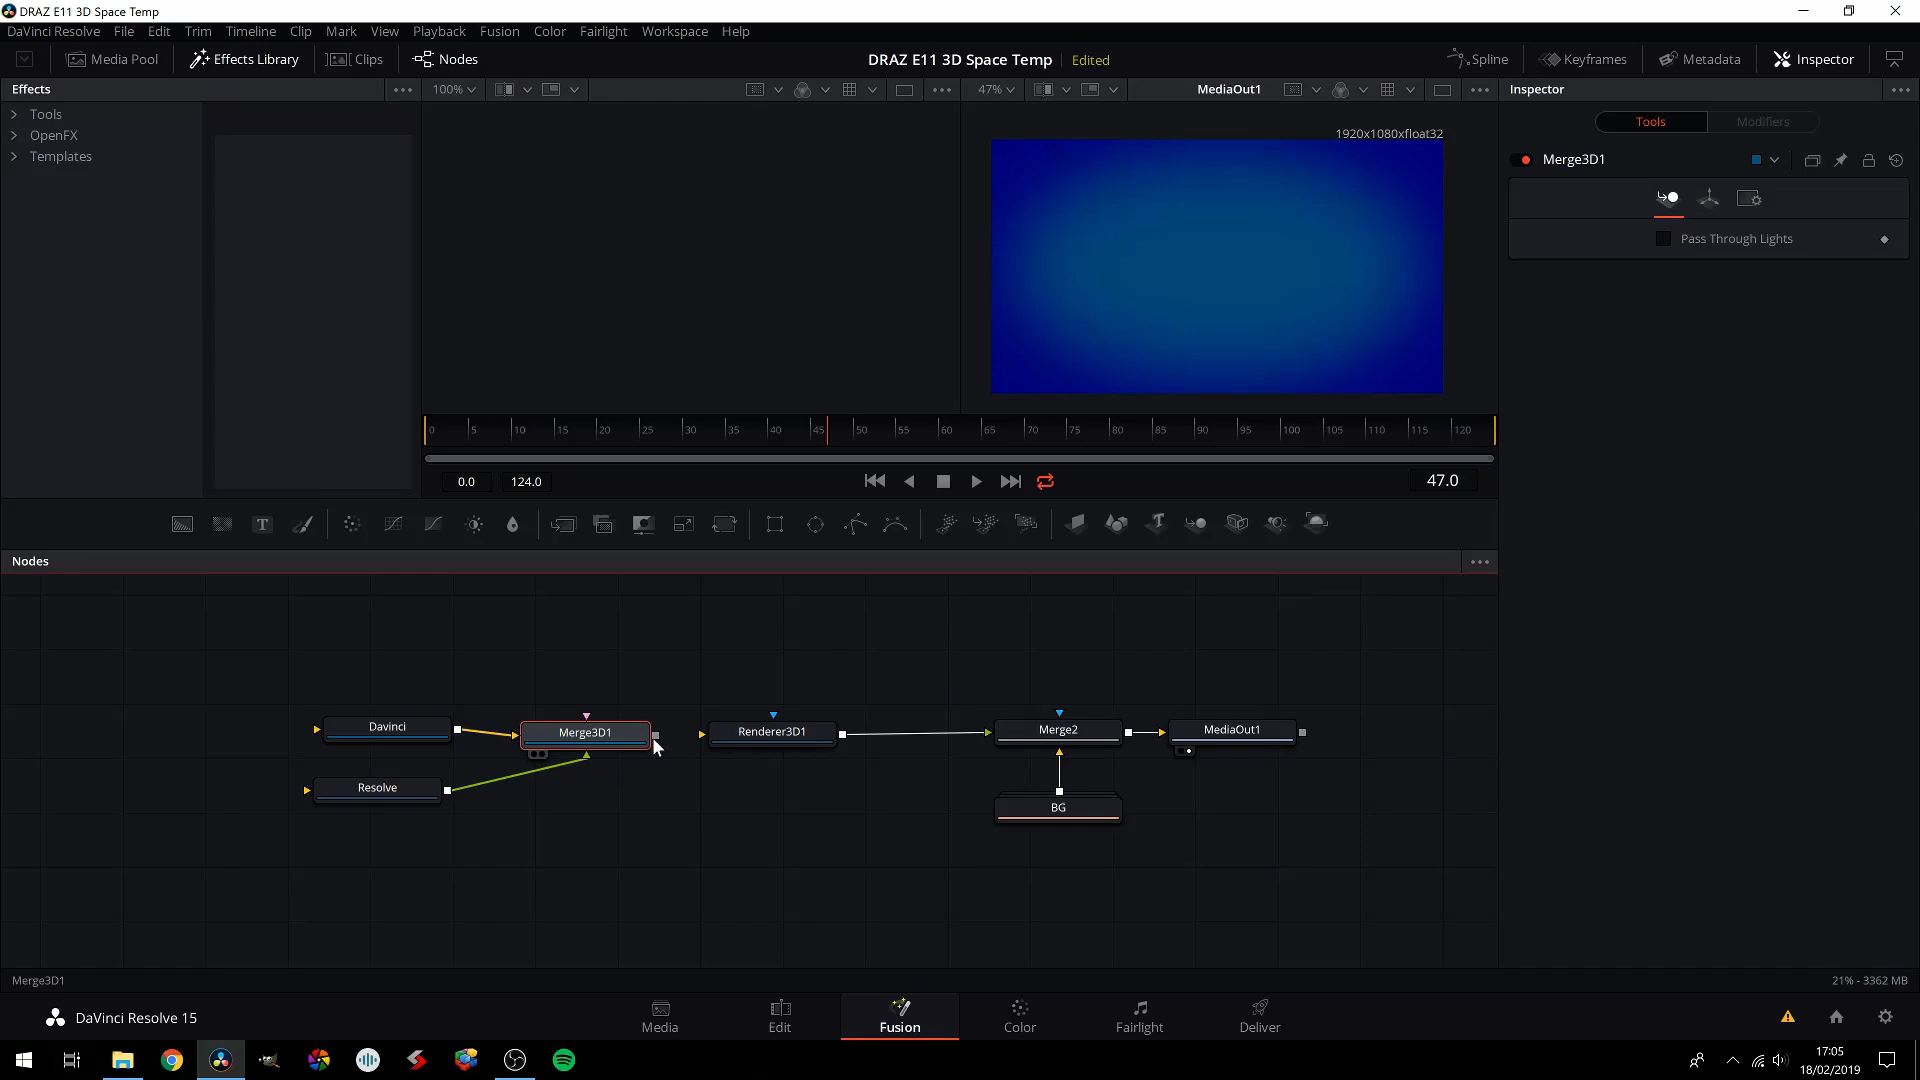 DRAZ E11 3D Space Temp
DaVinci Resolve File Edit Trim Timeline Clip Mark View Playback Fusion Color Fairlight Workspace Help
Media Pool Effects Library Clips Nodes DRAZ E11 3D Space Temp Edited Spline Keyframes Metadata Inspector
Effects 100% 47% MediaOut1 Inspector
Tools
OpenFX
Templates
1920x1080xfloat32
Tools Modifiers
Merge3D1
Pass Through Lights
0 5 10 15 20 25 30 35 40 45 50 55 60 65 70 75 80 85 90 95 100 105 110 115 120
0.0 124.0 47.0
T T
Nodes
Davinci Merge3D1 Renderer3D1 Merge2 MediaOut1
Resolve BG
Merge3D1 21% - 3362 MB
DaVinci Resolve 15 Media Edit Fusion Color Fairlight Deliver
17:05
18/02/2019